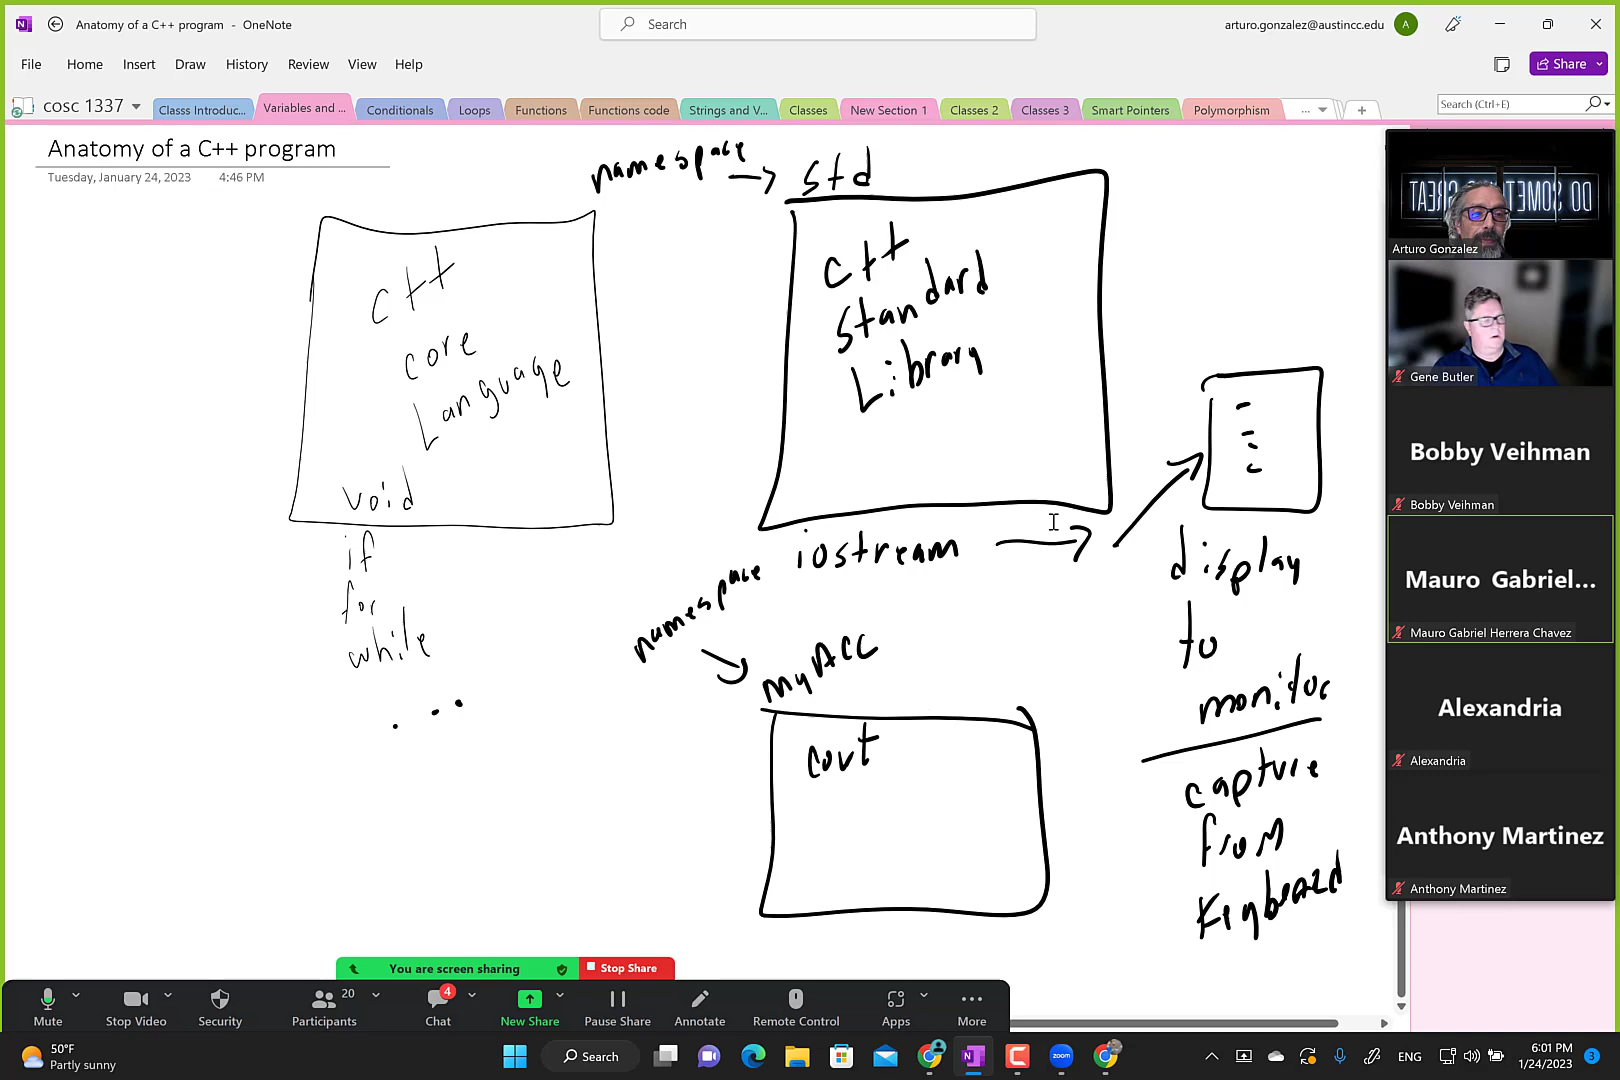 Anatomy of a C++ program - OneNote
Search
arturo.gonzalez@austincc.edu
A
File Home Insert Draw History Review View Help
Share
cosc 1337
Classs Introduc... Variables and ... Conditionals Loops Functions Functions code Strings and V... Classes New Section 1 Classes 2 Classes 3 Smart Pointers Polymorphism ... +
Search (Ctrl+E)
Anatomy of a C++ program
Tuesday, January 24, 2023 4:46 PM
namespace → std
C++
core
Language
void
if
for
while
...
C++
Standard
Library
iostream
namespace
myACC
cout
display
to
monitor
capture
from
Keyboard
DO SOMETHING GREAT
Arturo Gonzalez
Gene Butler
Bobby Veihman
Bobby Veihman
Mauro Gabriel...
Mauro Gabriel Herrera Chavez
Alexandria
Alexandria
Anthony Martinez
Anthony Martinez
You are screen sharing
Stop Share
Mute
Stop Video
Security
20
Participants
4
Chat
New Share
Pause Share
Annotate
Remote Control
Apps
More
50°F
Partly sunny
Search
zoom
ENG
6:01 PM
1/24/2023
3